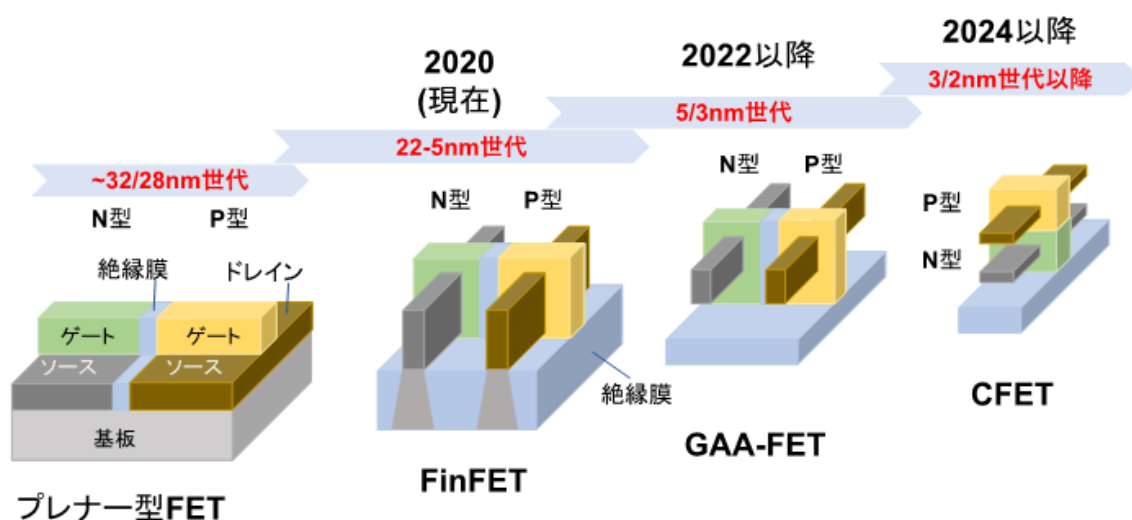 2024以降
2022以降
2020
(現在)
3/2nm世代以降
5/3nm世代
22-5nm世代
~32/28nm世代
N型
P型
絶縁膜
ドレイン
ゲート
ゲート
ソース
ソース
基板
プレナー型FET
N型
P型
絶縁膜
FinFET
N型
P型
GAA-FET
P型
N型
CFET